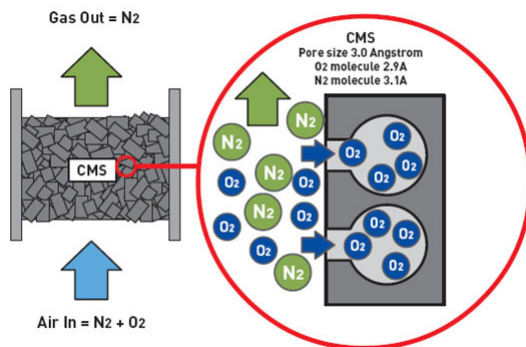 Gas Out = N2
CMS
Air In = N2 + O2
CMS
Pore size 3.0 Angstrom
O2 molecule 2.9A
N2 molecule 3.1A
N2
N2
O2
N2
O2
N2
O2
O2
O2
N2
O2
O2
O2
O2
O2
O2
O2
O2